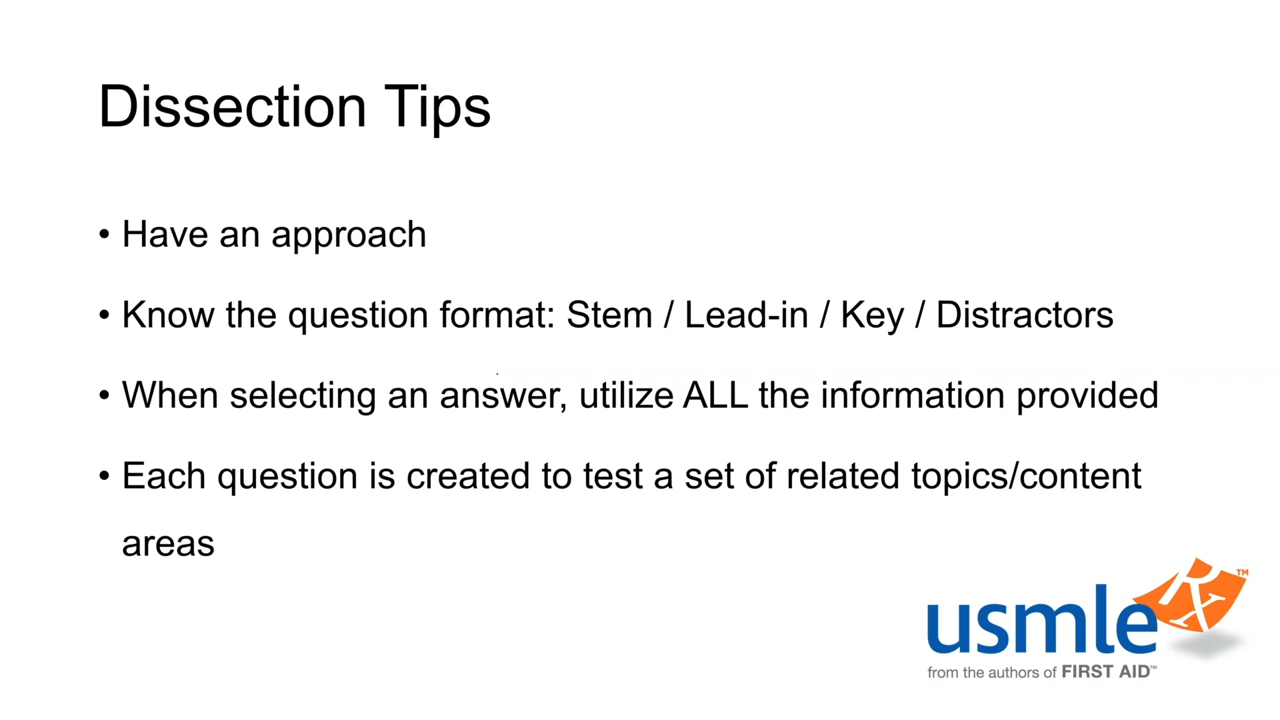 Dissection Tips
• Have an approach
• Know the question format: Stem / Lead-in / Key / Distractors
• When selecting an answer, utilize ALL the information provided
• Each question is created to test a set of related topics/content
areas
usmle Rx™
from the authors of FIRST AID™